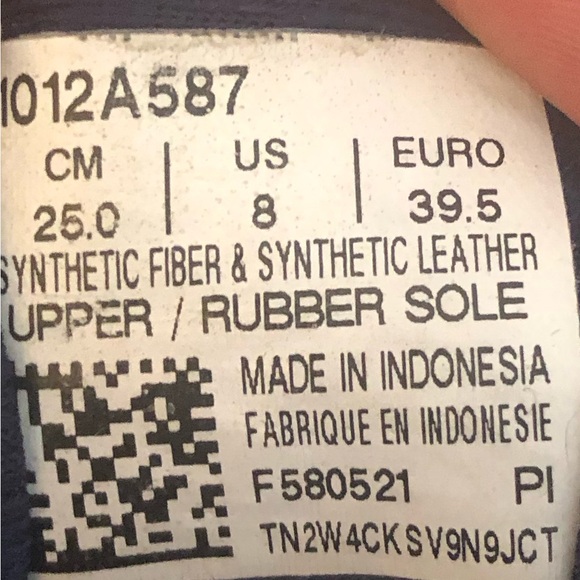 1012A587
CM | US | EURO
25.0 | 8 | 39.5
SYNTHETIC FIBER & SYNTHETIC LEATHER
UPPER / RUBBER SOLE
MADE IN INDONESIA
FABRIQUE EN INDONESIE
F580521 PI
TN2W4CKSV9N9JCT